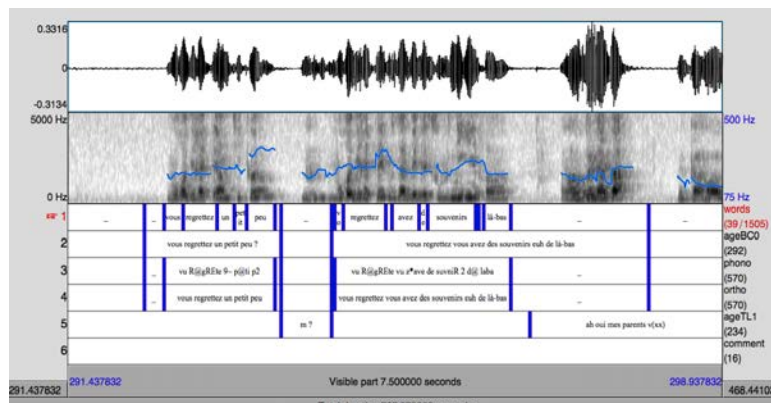 0.3316
0
-0.3134
5000 Hz 500 Hz
0 Hz 75 Hz
1 _ _ vous regrettez un pet it peu _ regrettez avez souvenirs là-bas _ words (39 / 1505)
2 vous regrettez un petit peu ? vous regrettez vous avez des souvenirs euh de là-bas ageBC0 (292)
3 _ vu R@gREte 9~ p@ti p2 _ vu R@gREte vu z*ave de suvniR 2 d@ laba _ phono (570)
4 _ vous regrettez un petit peu _ vous regrettez vous avez des souvenirs euh de là-bas _ ortho (570)
5 m ? ah oui mes parents v(xx) ageTL1 (234)
6 comment (16)
291.437832 298.937832
291.437832 Visible part 7.500000 seconds 468.44103